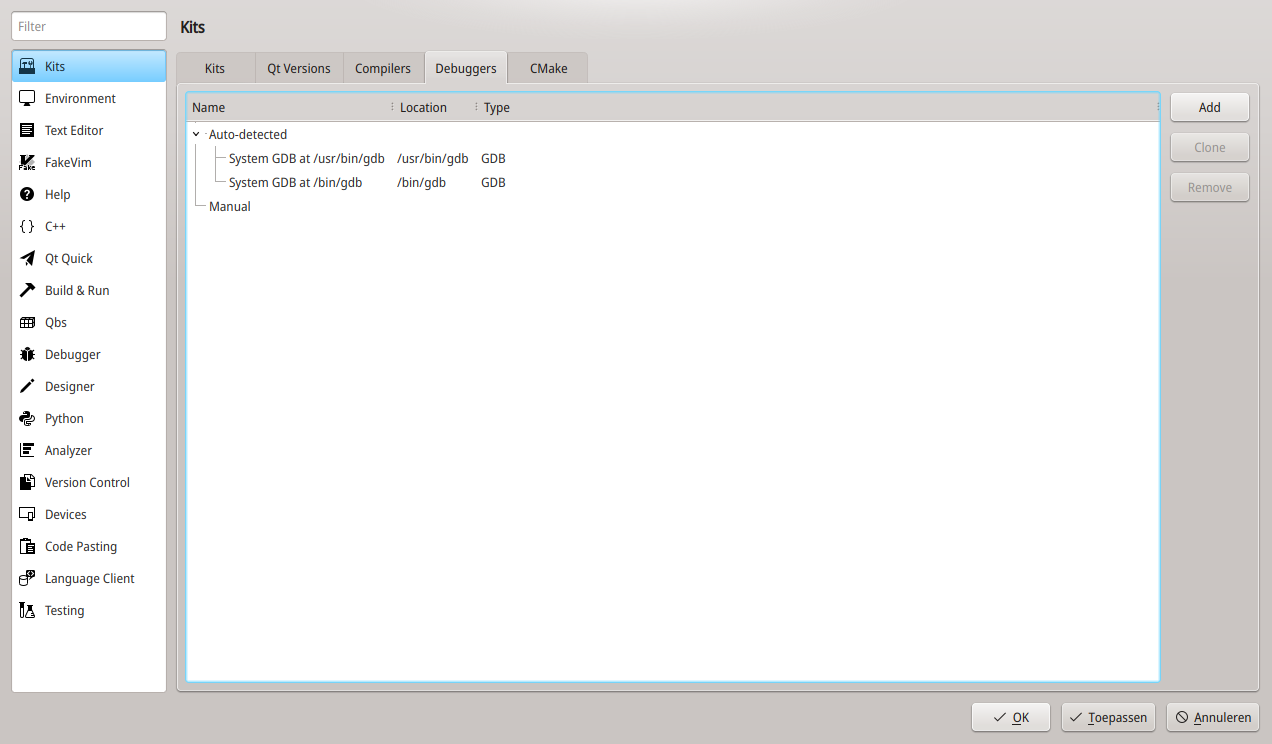 Filter
Kits
Kits
Environment
Text Editor
FakeVim
Help
C++
Qt Quick
Build & Run
Qbs
Debugger
Designer
Python
Analyzer
Version Control
Devices
Code Pasting
Language Client
Testing
Kits Qt Versions Compilers Debuggers CMake
Name Location Type
Auto-detected
System GDB at /usr/bin/gdb /usr/bin/gdb GDB
System GDB at /bin/gdb /bin/gdb GDB
Manual
Add
Clone
Remove
OK Toepassen Annuleren